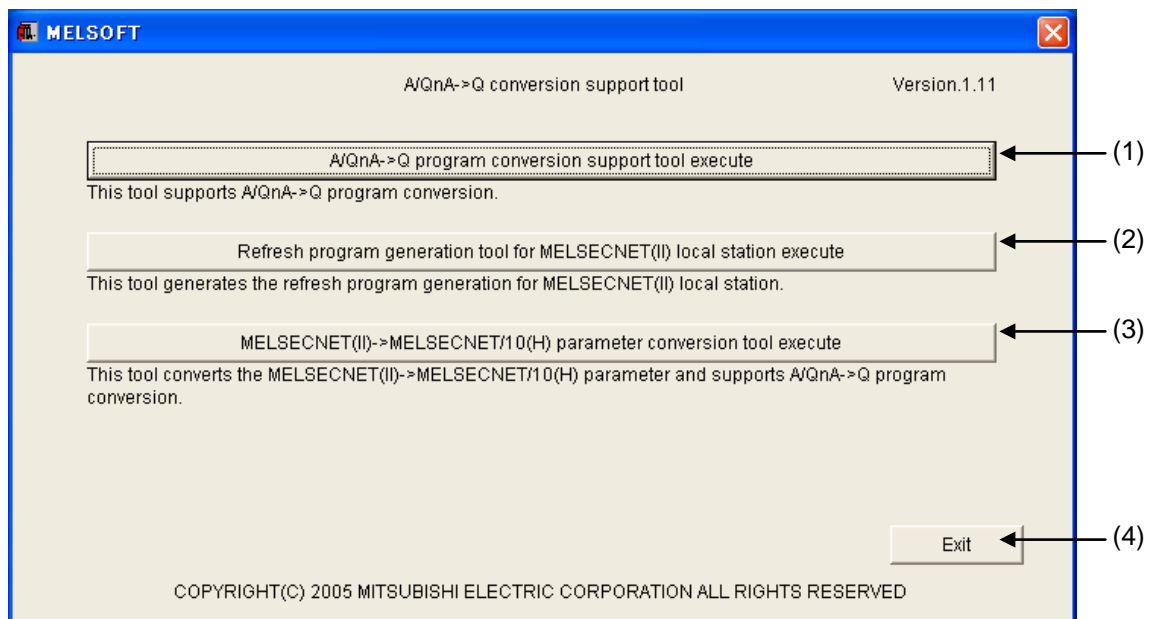 MELSOFT
A/QnA->Q conversion support tool Version.1.11
A/QnA->Q program conversion support tool execute (1)
This tool supports A/QnA->Q program conversion.
Refresh program generation tool for MELSECNET(II) local station execute (2)
This tool generates the refresh program generation for MELSECNET(II) local station.
MELSECNET(II)->MELSECNET/10(H) parameter conversion tool execute (3)
This tool converts the MELSECNET(II)->MELSECNET/10(H) parameter and supports A/QnA->Q program
conversion.
Exit (4)
COPYRIGHT(C) 2005 MITSUBISHI ELECTRIC CORPORATION ALL RIGHTS RESERVED